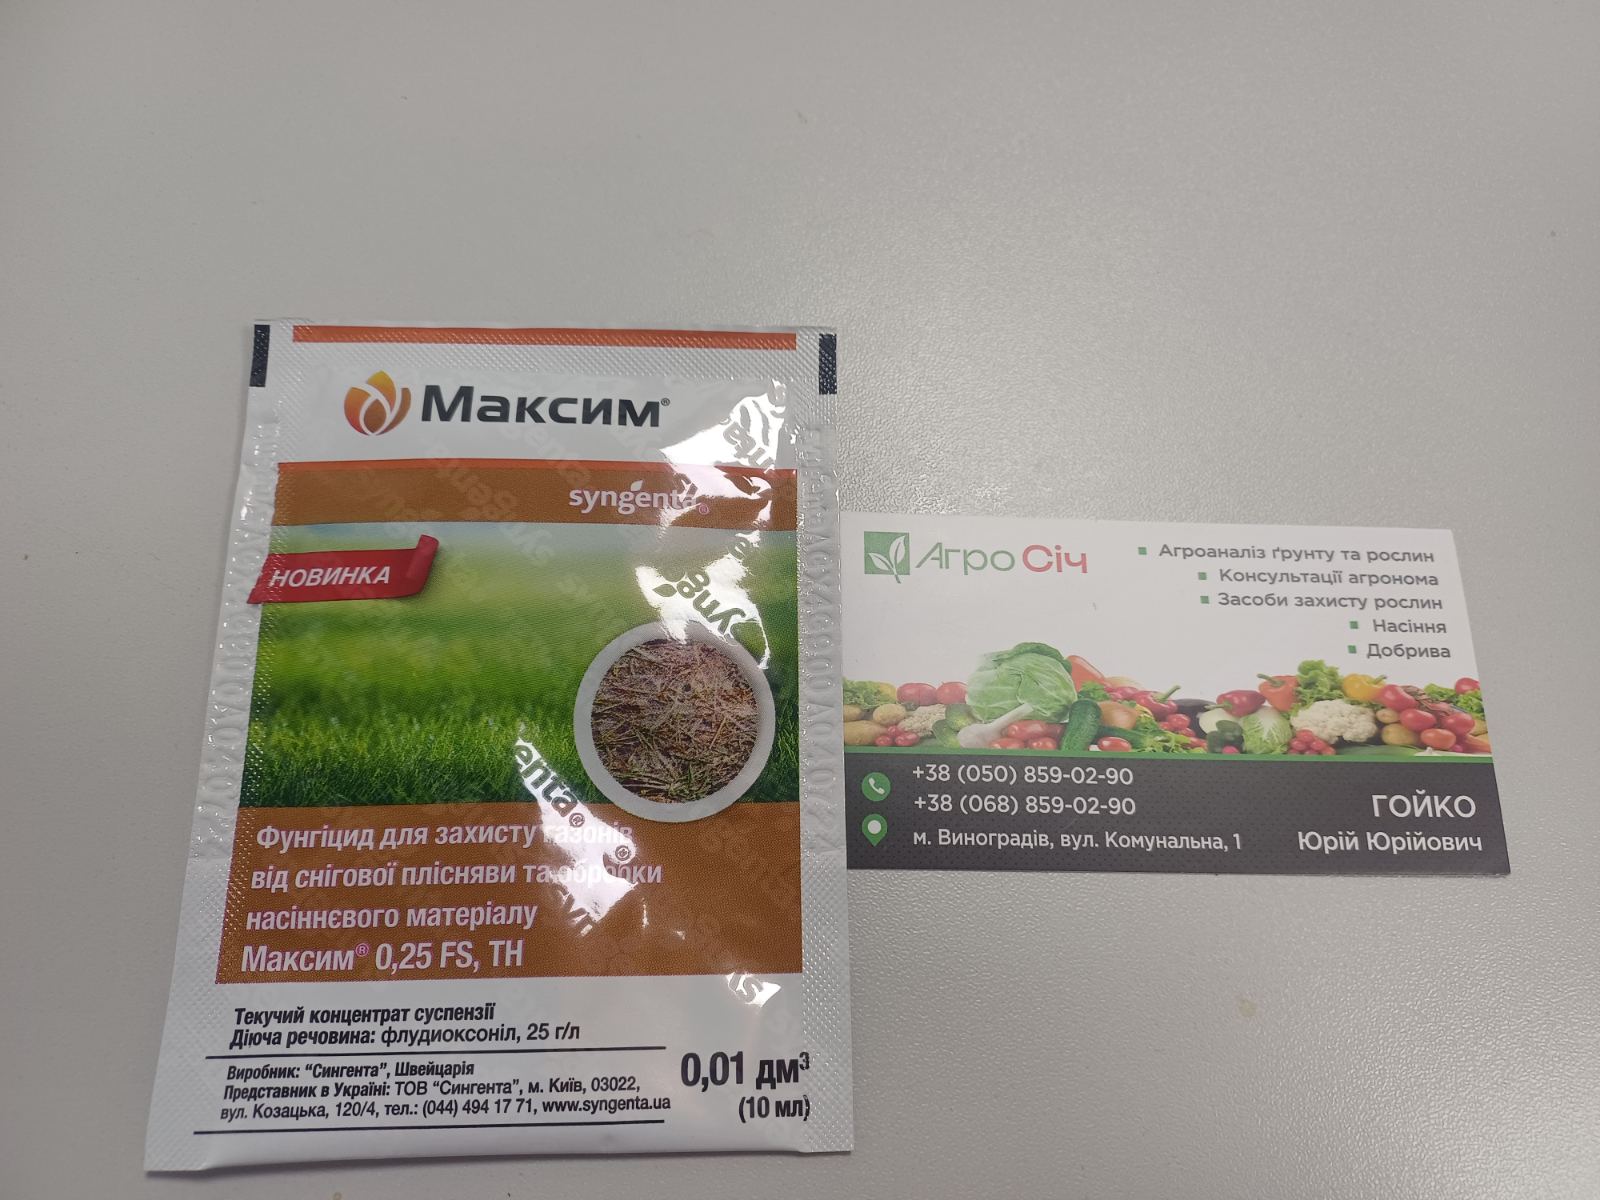 Максим®
syngenta®
НОВИНКА
Фунгіцид для захисту газонів
від снігової плісняви та обробки
насіннєвого матеріалу
Максим® 0,25 FS, ТН
Текучий концентрат суспензії
Діюча речовина: флудиоксоніл, 25 г/л
Виробник: "Сингента", Швейцарія
Представник в Україні: ТОВ "Сингента", м. Київ, 03022,
вул. Козацька, 120/4, тел.: (044) 494 17 71, www.syngenta.ua
0,01 дм³
(10 мл)
Агро Січ
Агроаналіз ґрунту та рослин
Консультації агронома
Засоби захисту рослин
Насіння
Добрива
+38 (050) 859-02-90
+38 (068) 859-02-90
м. Виноградів, вул. Комунальна, 1
ГОЙКО
Юрій Юрійович